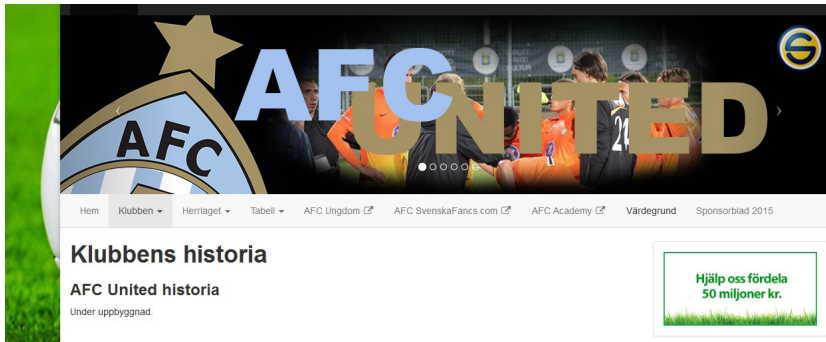 AFC
AFC
UNITED
21
Hem Klubben Herrlaget Tabell AFC Ungdom AFC SvenskaFans.com AFC Academy Värdegrund Sponsorblad 2015
Klubbens historia
AFC United historia
Under uppbyggnad.
Hjälp oss fördela
50 miljoner kr.